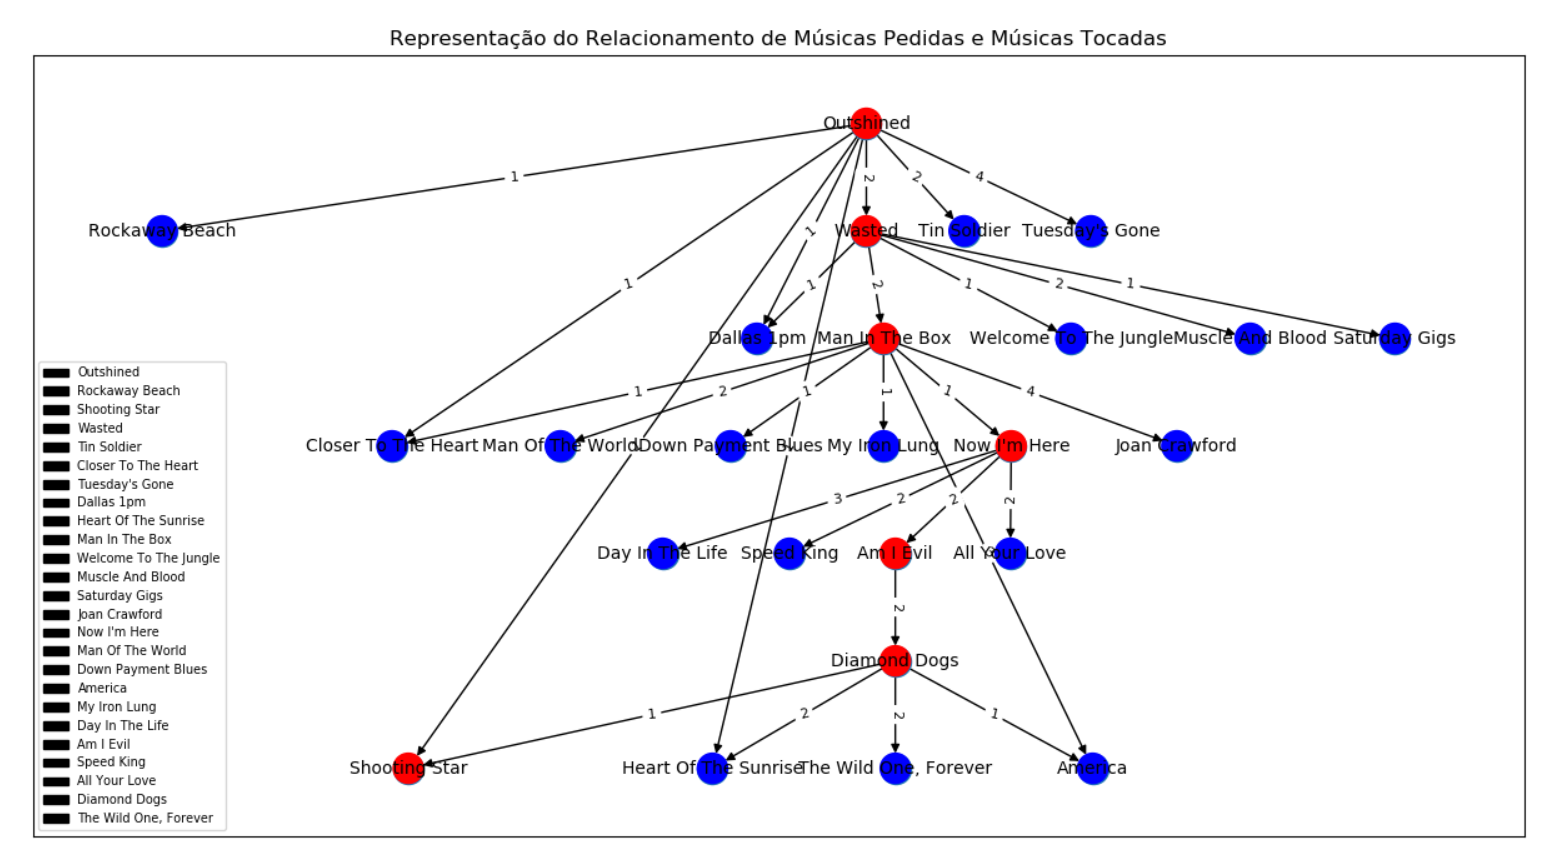 Representação do Relacionamento de Músicas Pedidas e Músicas Tocadas
Outshined
1
2
2
4
Rockaway Beach
1
Wasted
Tin Soldier
Tuesday's Gone
1
1
2
1
2
1
Dallas 1pm
Man In The Box
Welcome To The Jungle
Muscle And Blood
Saturday Gigs
1
2
1
1
1
4
Closer To The Heart
Man Of The World
Down Payment Blues
My Iron Lung
Now I'm Here
Joan Crawford
3
2
2
2
Day In The Life
Speed King
Am I Evil
All Your Love
2
Diamond Dogs
1
2
2
1
Shooting Star
Heart Of The Sunrise
The Wild One, Forever
America
Outshined
Rockaway Beach
Shooting Star
Wasted
Tin Soldier
Closer To The Heart
Tuesday's Gone
Dallas 1pm
Heart Of The Sunrise
Man In The Box
Welcome To The Jungle
Muscle And Blood
Saturday Gigs
Joan Crawford
Now I'm Here
Man Of The World
Down Payment Blues
America
My Iron Lung
Day In The Life
Am I Evil
Speed King
All Your Love
Diamond Dogs
The Wild One, Forever